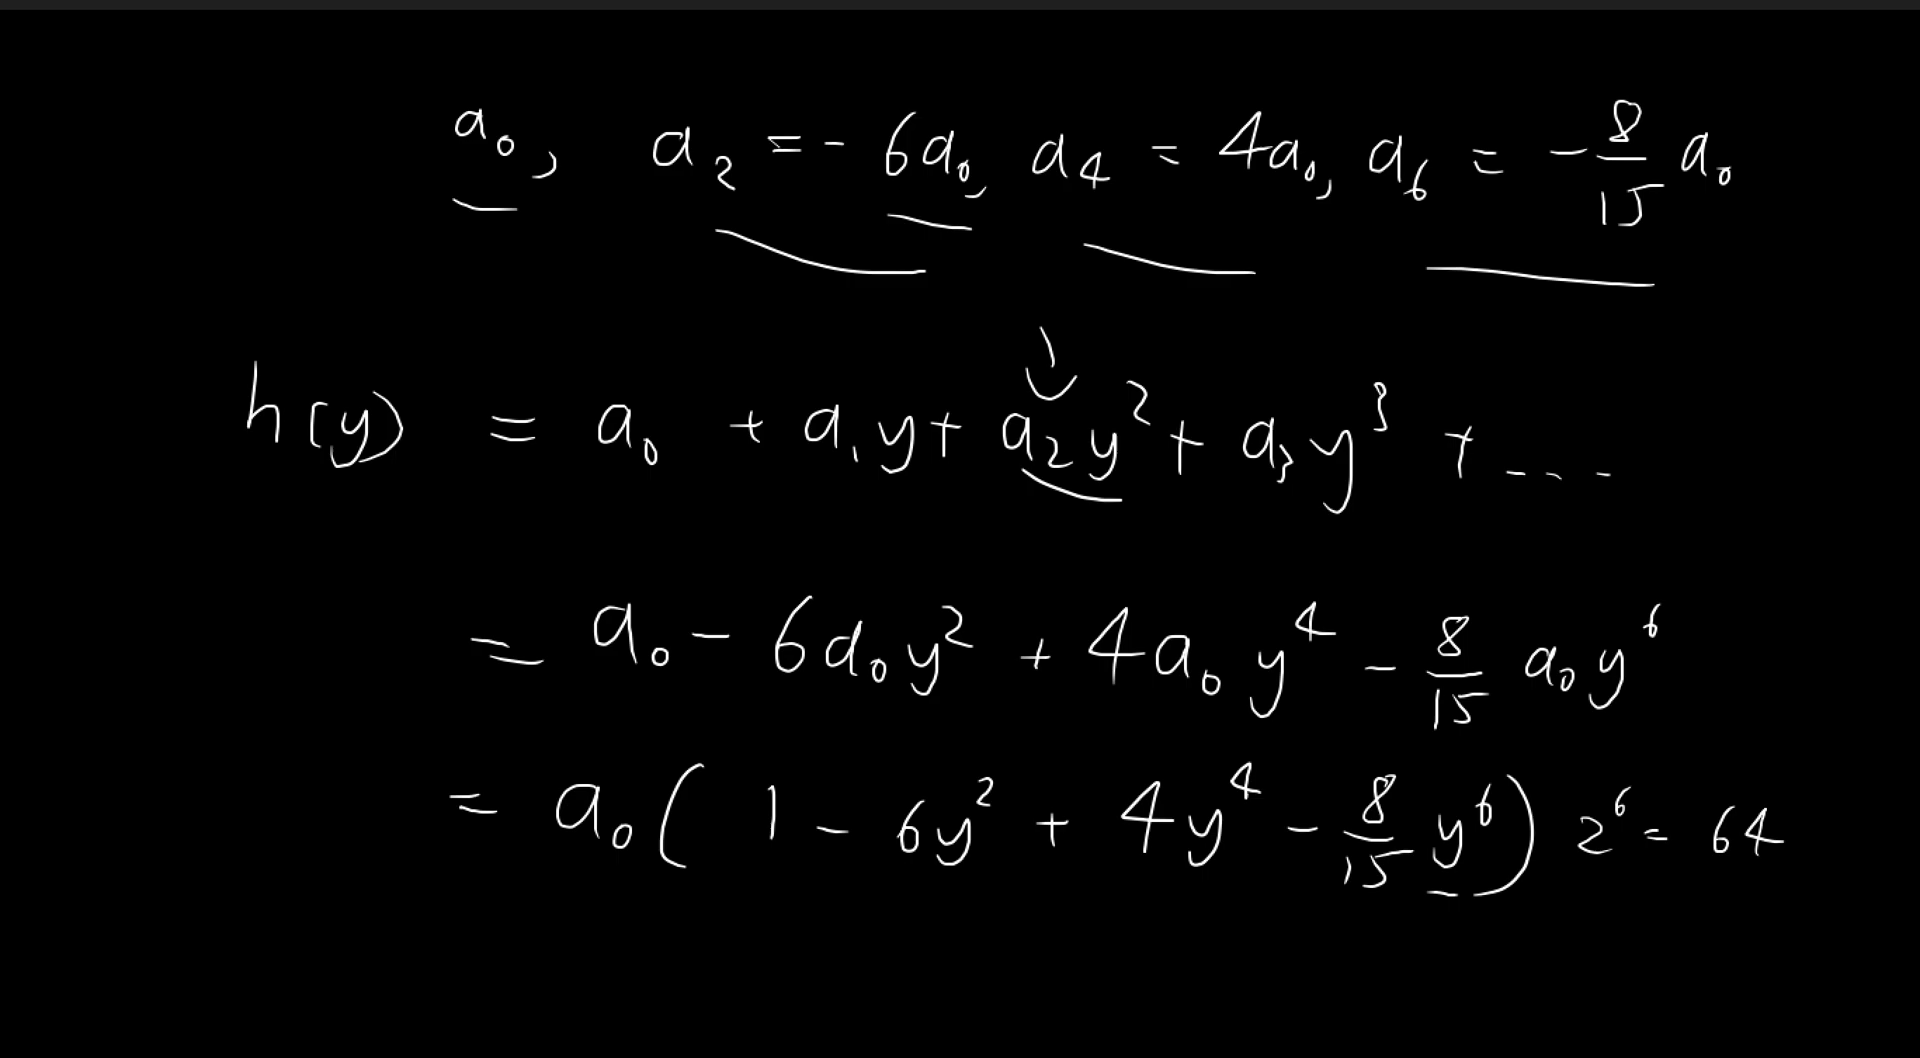 a₀, a₂ = - 6a₀, a₄ = 4a₀, a₆ = - 8/15 a₀
h(y) = a₀ + a₁y + a₂y² + a₃y³ + ....
= a₀ - 6a₀y² + 4a₀y⁴ - 8/15 a₀y⁶
= a₀(1 - 6y² + 4y⁴ - 8/15 y⁶) 2⁶ = 64